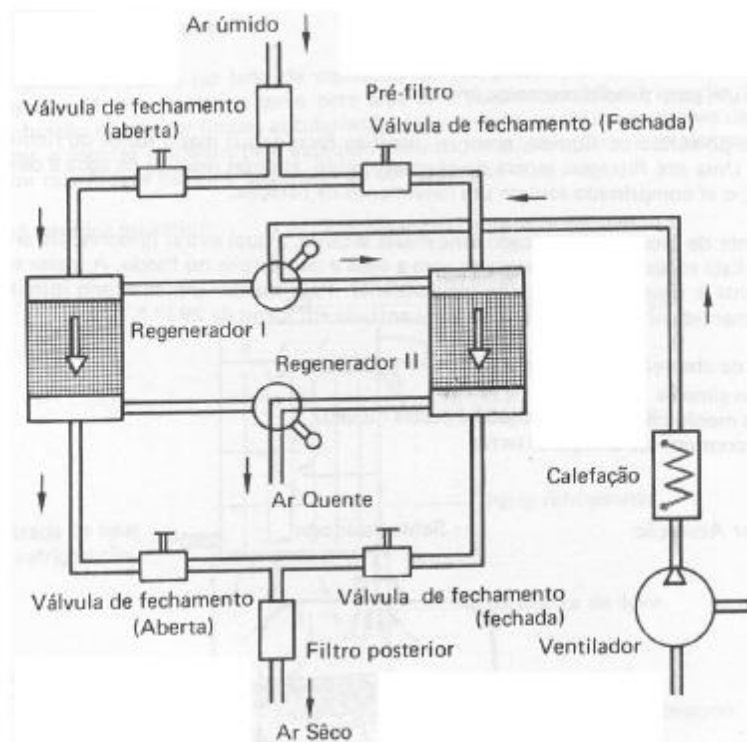 Ar úmido
Pré-filtro
Válvula de fechamento
(aberta)
Válvula de fechamento (Fechada)
Regenerador I
Regenerador II
Ar Quente
Calefação
Válvula de fechamento
(Aberta)
Válvula de fechamento
(fechada)
Filtro posterior
Ventilador
Ar Sêco